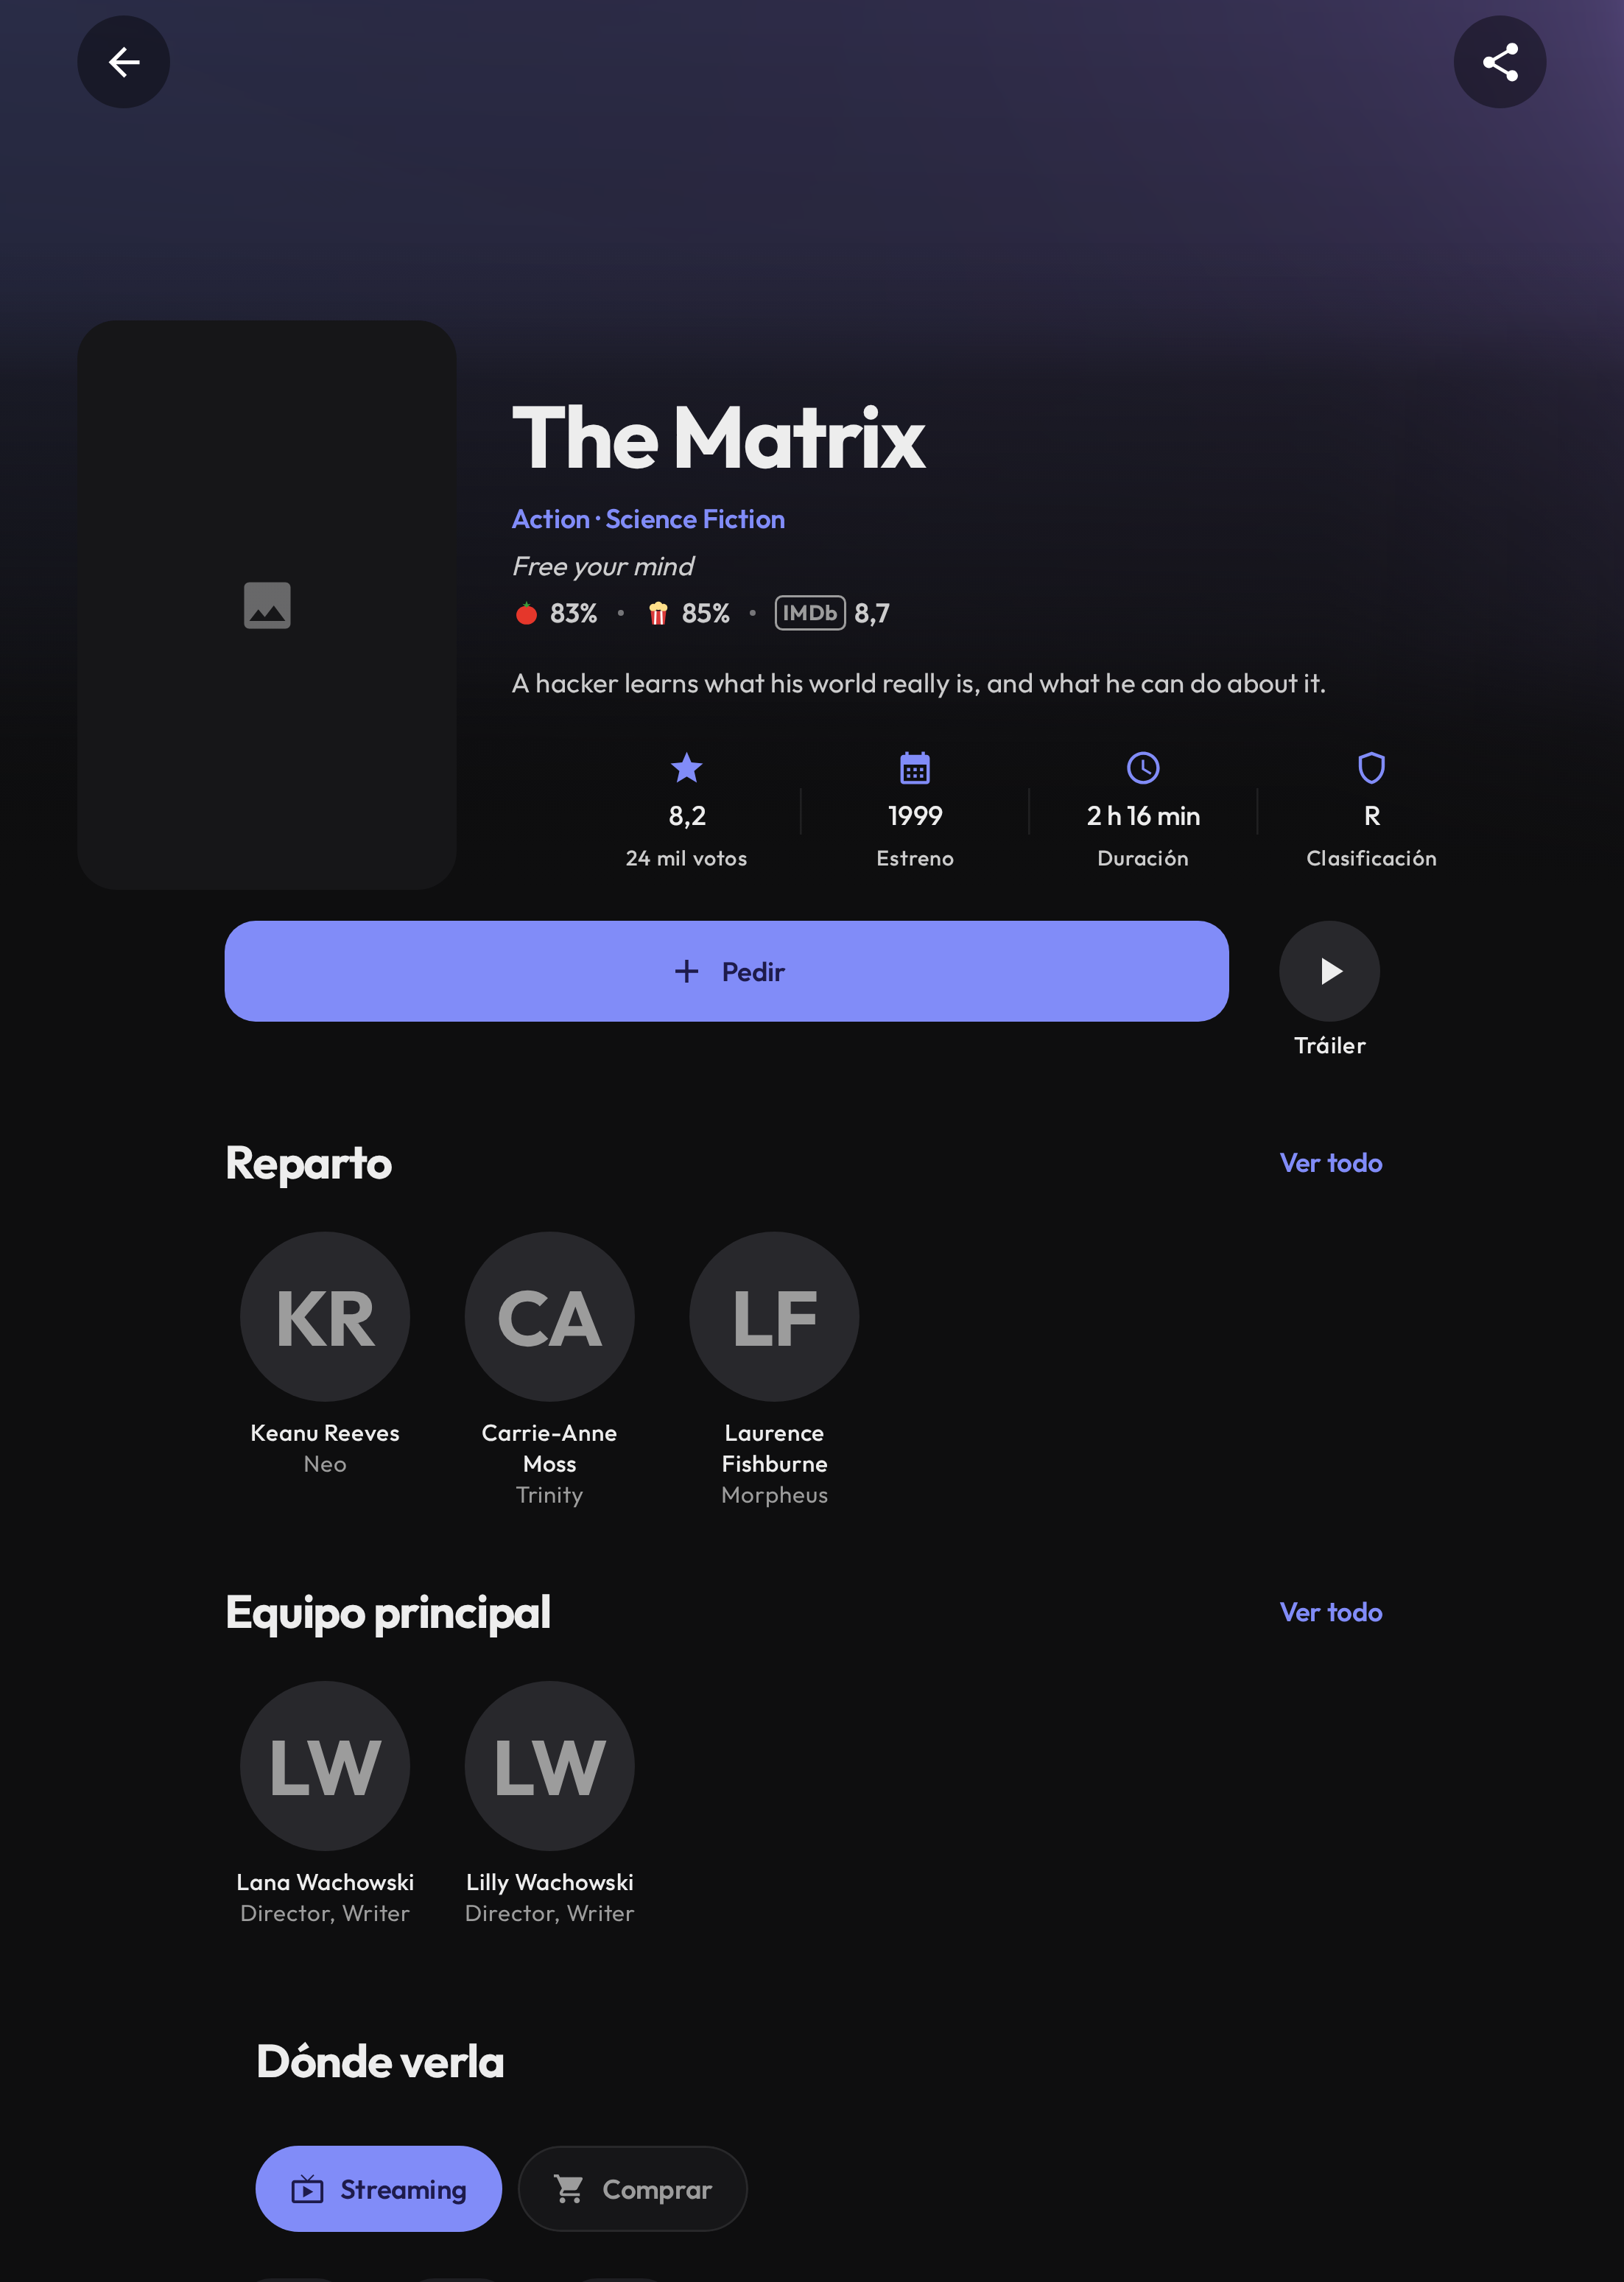 The Matrix
Action · Science Fiction
Free your mind
83% • 85% • IMDb 8,7
A hacker learns what his world really is, and what he can do about it.
8,2 1999 2 h 16 min R
24 mil votos Estreno Duración Clasificación
Pedir
Tráiler
Reparto Ver todo
KR CA LF
Keanu Reeves Carrie-Anne Laurence
Neo Moss Fishburne
Trinity Morpheus
Equipo principal Ver todo
LW LW
Lana Wachowski Lilly Wachowski
Director, Writer Director, Writer
Dónde verla
Streaming Comprar